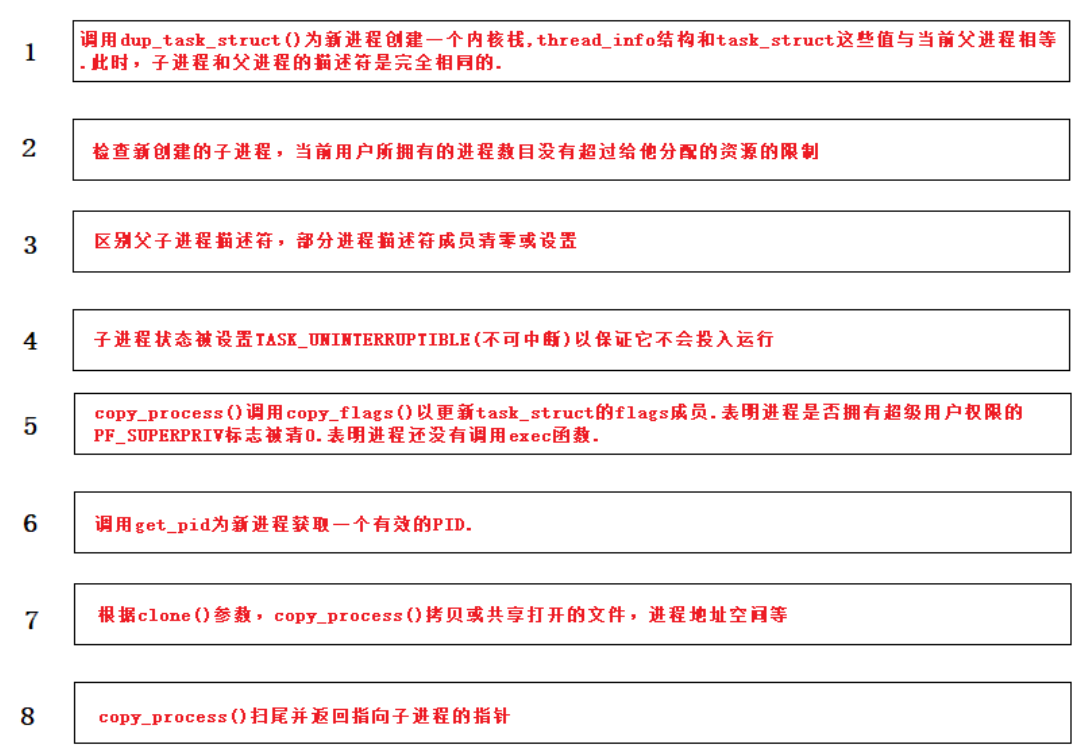 1
调用dup_task_struct()为新进程创建一个内核栈,thread_info结构和task_struct这些值与当前父进程相等
.此时，子进程和父进程的描述符是完全相同的.
2
检查新创建的子进程，当前用户所拥有的进程数目没有超过给他分配的资源的限制
3
区别父子进程描述符，部分进程描述符成员清零或设置
4
子进程状态被设置TASK_UNINTERRUPTIBLE(不可中断)以保证它不会投入运行
5
copy_process()调用copy_flags()以更新task_struct的flags成员.表明进程是否拥有超级用户权限的
PF_SUPERPRIV标志被清0.表明进程还没有调用exec函数.
6
调用get_pid为新进程获取一个有效的PID.
7
根据clone()参数，copy_process()拷贝或共享打开的文件，进程地址空间等
8
copy_process()扫尾并返回指向子进程的指针